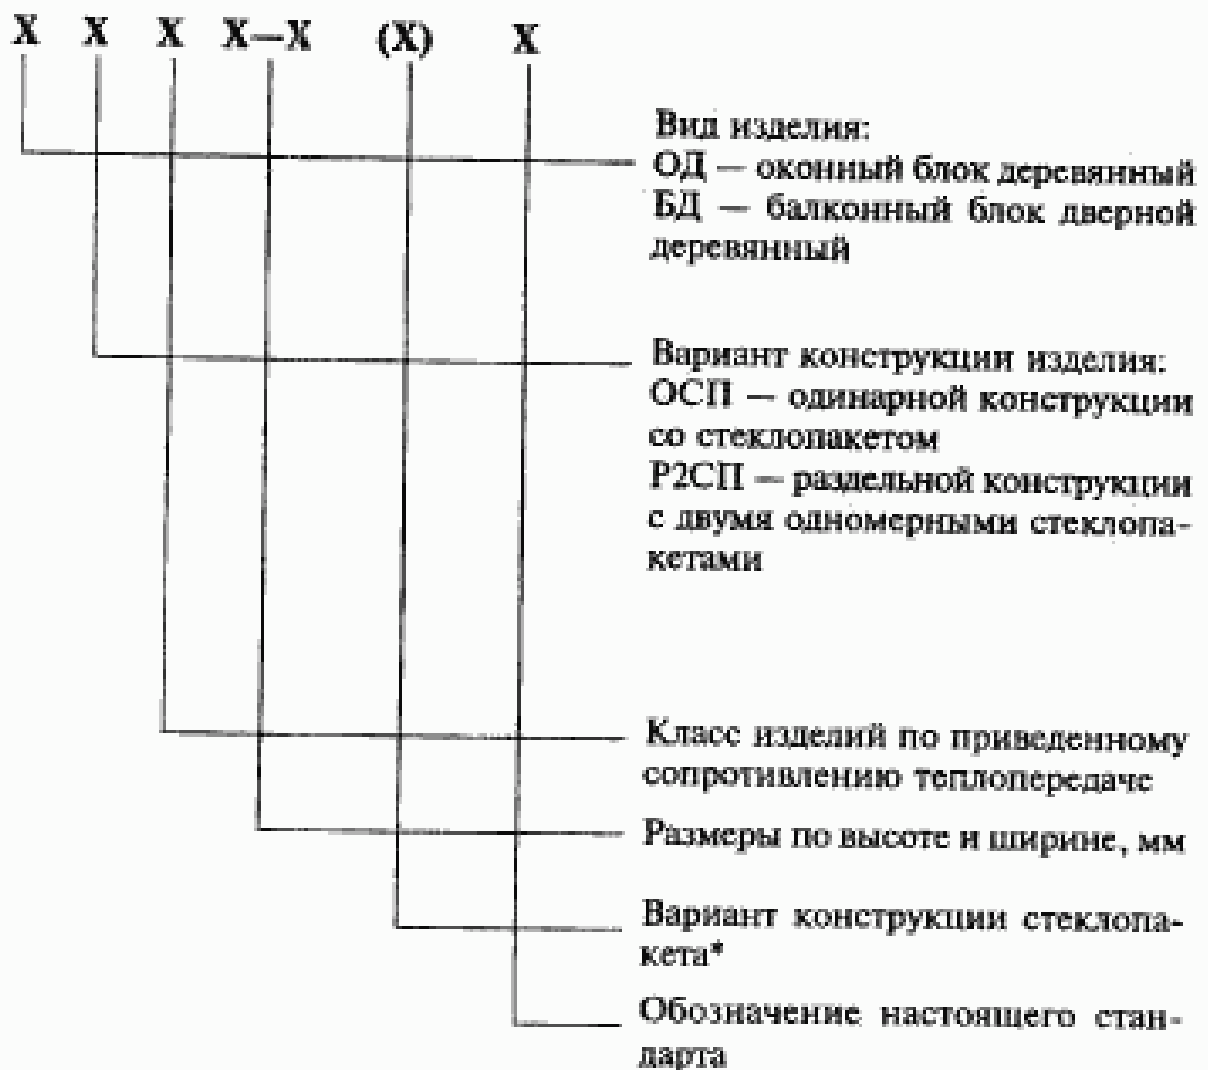 X X X X—X (X) X
Вид изделия:
ОД — оконный блок деревянный
БД — балконный блок дверной
деревянный
Вариант конструкции изделия:
ОСП — одинарной конструкции
со стеклопакетом
Р2СП — раздельной конструкции
с двумя одномерными стеклопа-
кетами
Класс изделий по приведенному
сопротивлению теплопередаче
Размеры по высоте и ширине, мм
Вариант конструкции стеклопа-
кета*
Обозначение настоящего стан-
дарта